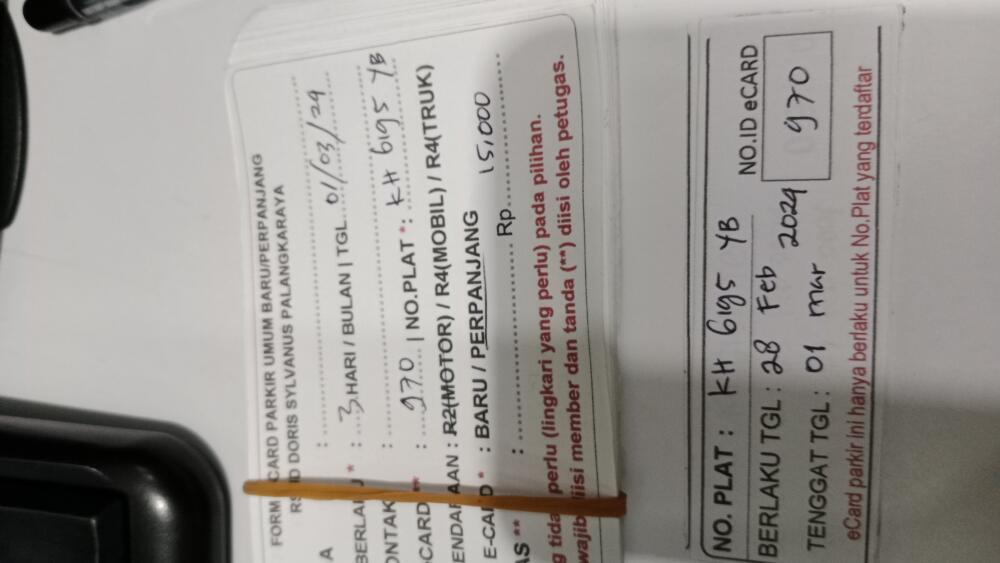 FORM CARD PARKIR UMUM BARU/PERPANJANG
RS D DORIS SYLVANUS PALANGKARAYA
A : ..........
BERLA U * : 3 HARI / BULAN | TGL. 01/03/24
ONTAK : ..........
CARD ** : 970 | NO.PLAT *: KH 6195 YB
ENDAR AAN : R2(MOTOR) / R4(MOBIL) / R4(TRUK)
E-CA D * : BARU / PERPANJANG
AS ** : .......... Rp. 15,000
g tida perlu (lingkari yang perlu) pada pilihan.
wajib diisi member dan tanda (**) diisi oleh petugas.
NO. PLAT : KH 6195 YB
NO.ID eCARD
BERLAKU TGL : 28 Feb 2024
970
TENGGAT TGL : 01 mar
eCard parkir ini hanya berlaku untuk No.Plat yang terdaftar